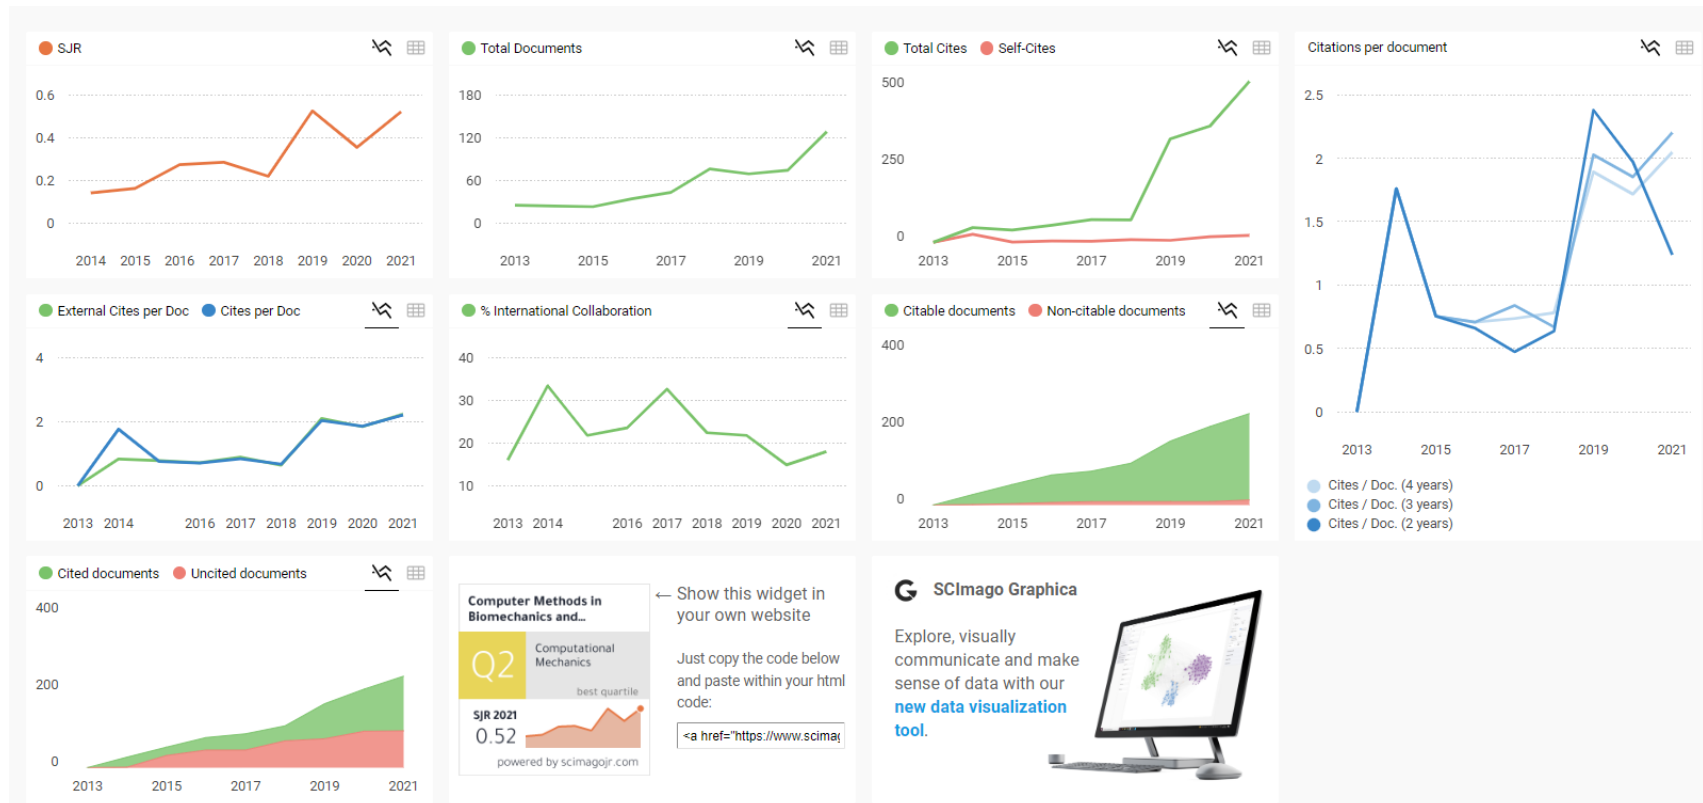 SJR
0.6
0.4
0.2
0
2014 2015 2016 2017 2018 2019 2020 2021
Total Documents
180
120
60
0
2013 2015 2017 2019 2021
Total Cites Self-Cites
500
250
0
2013 2015 2017 2019 2021
Citations per document
2.5
2
1.5
1
0.5
0
2013 2015 2017 2019 2021
Cites / Doc. (4 years)
Cites / Doc. (3 years)
Cites / Doc. (2 years)
External Cites per Doc Cites per Doc
4
2
0
2013 2014 2016 2017 2018 2019 2020 2021
% International Collaboration
40
30
20
10
2013 2014 2016 2017 2018 2019 2020 2021
Citable documents Non-citable documents
400
200
0
2013 2015 2017 2019 2021
Cited documents Uncited documents
400
200
0
2013 2015 2017 2019 2021
Computer Methods in
Biomechanics and...
Q2
Computational
Mechanics
best quartile
SJR 2021
0.52
powered by scimagojr.com
← Show this widget in
your own website
Just copy the code below
and paste within your html
code:
<a href="https://www.scimag
SCImago Graphica
Explore, visually
communicate and make
sense of data with our
new data visualization
tool.